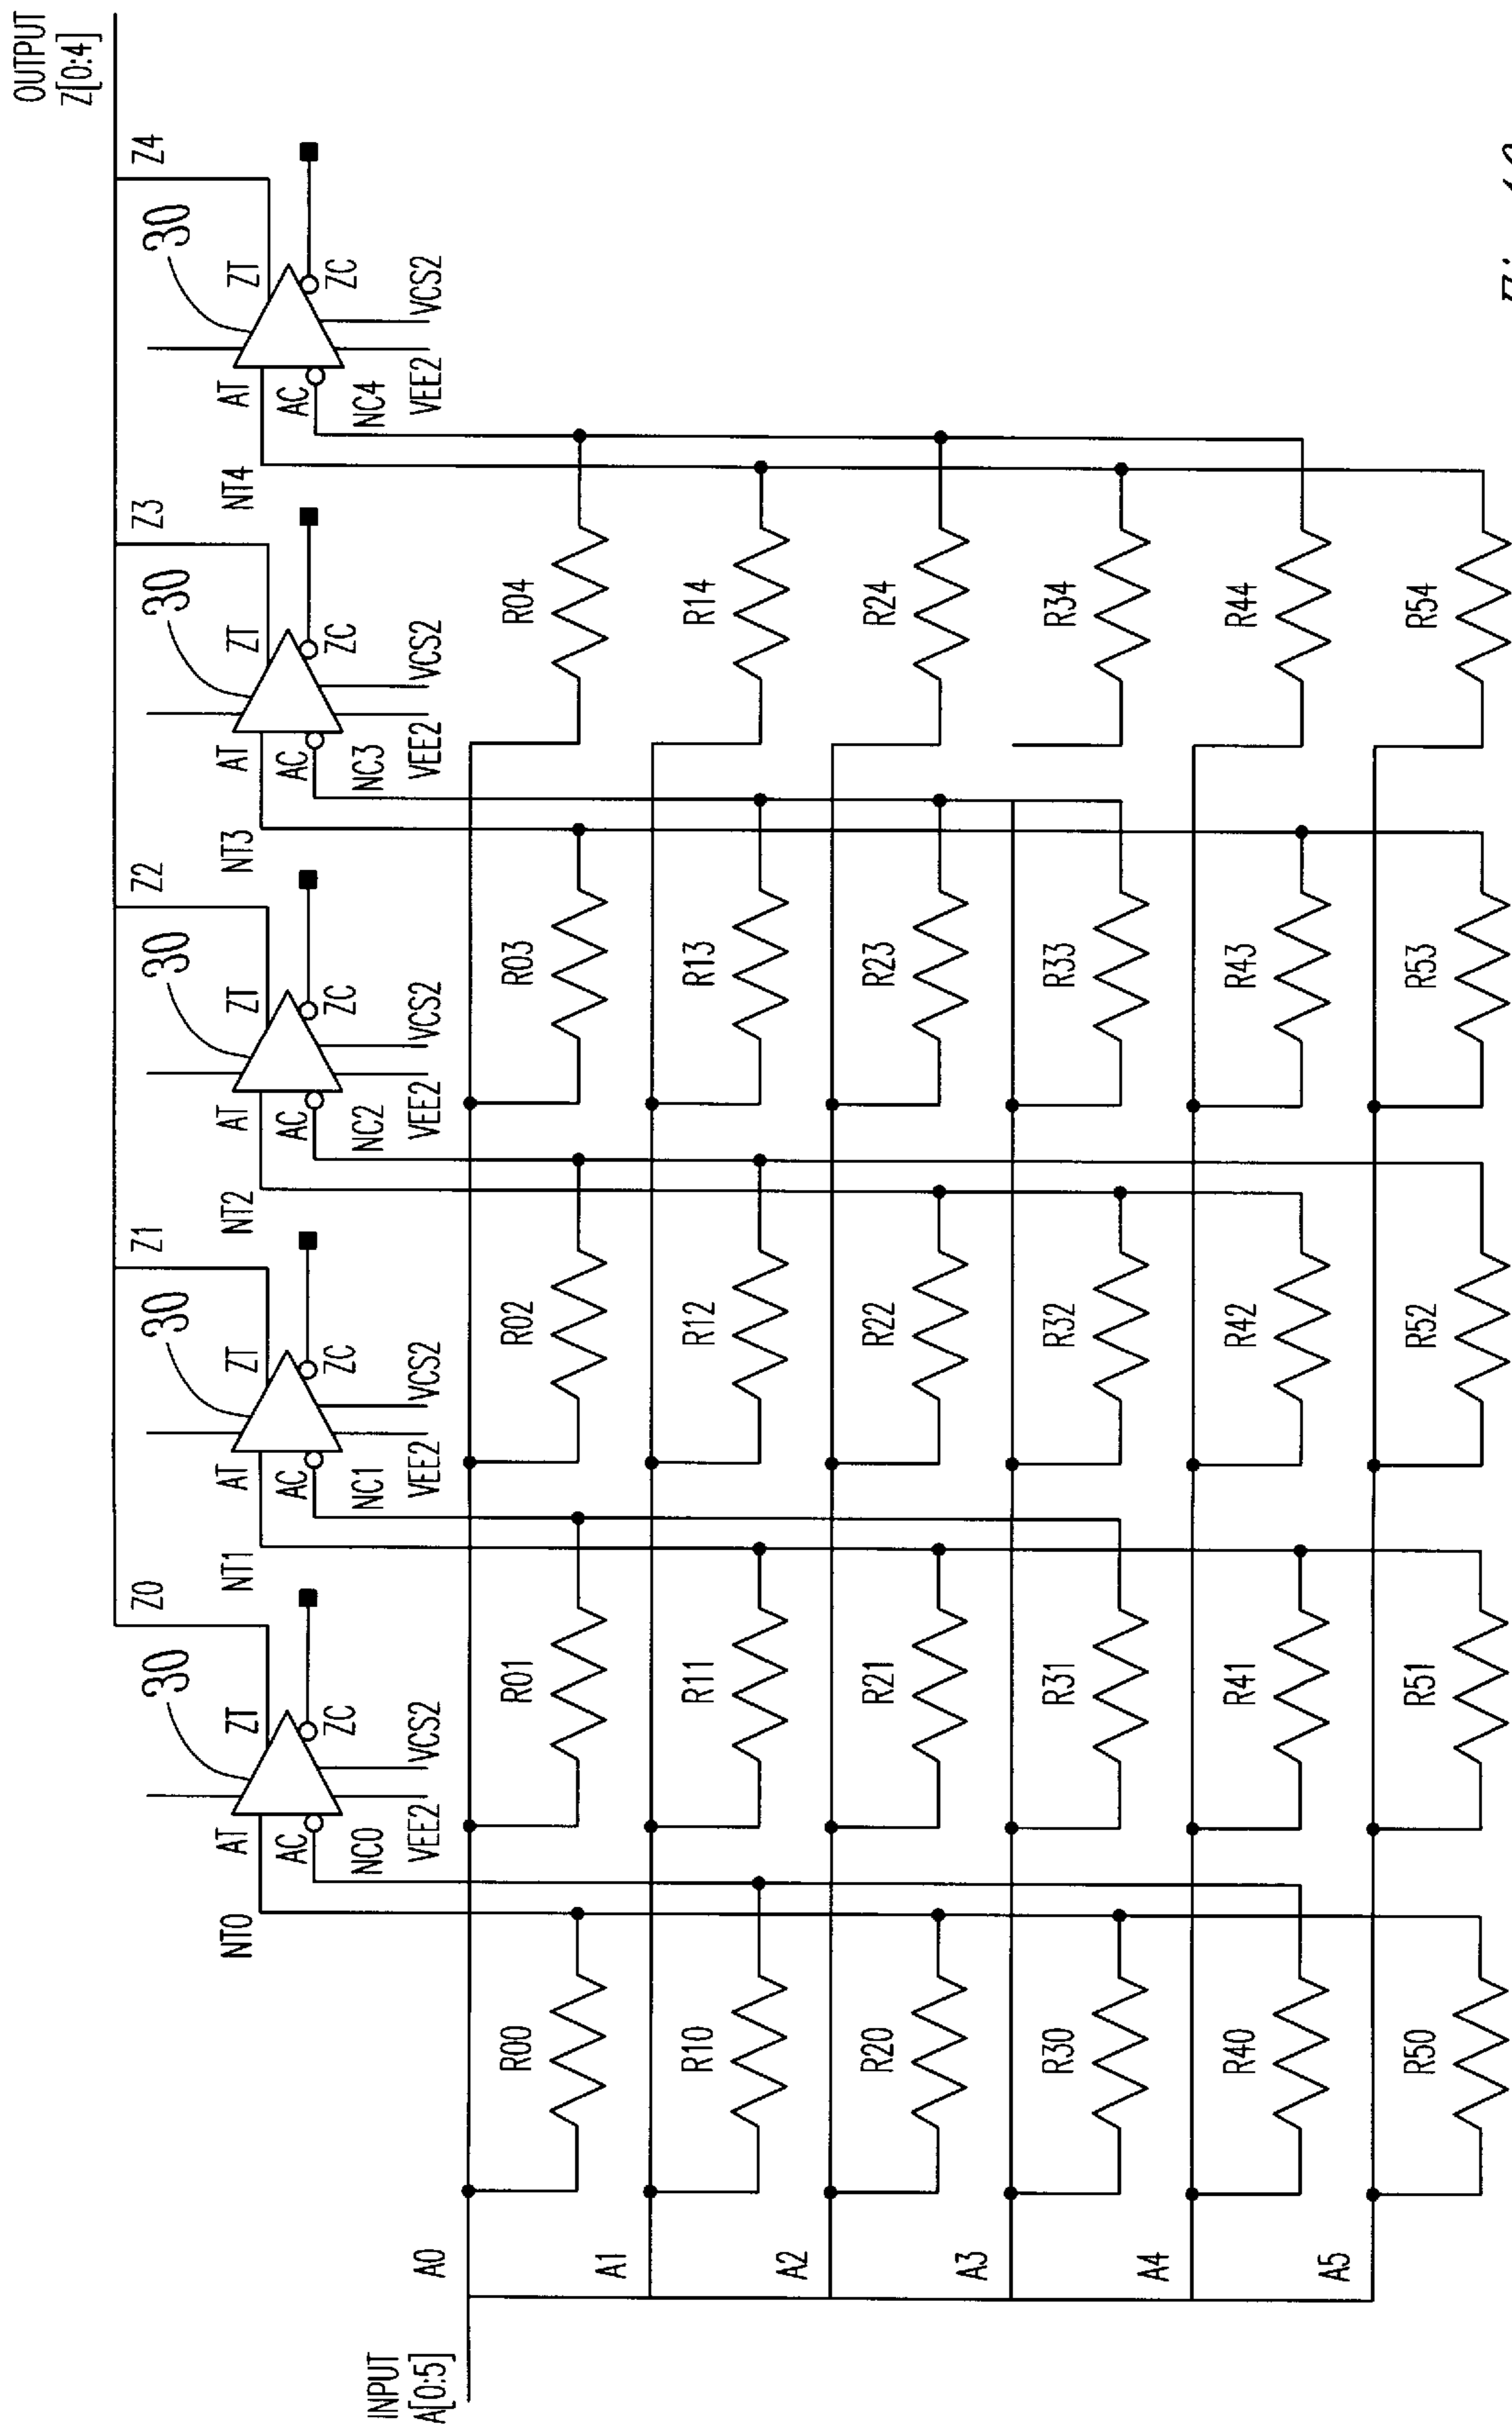 OUTPUT
Z[0:4]
Z0
Z1
Z2
Z3
Z4
30
30
30
30
30
ZT
ZT
ZT
ZT
ZT
AT
AT
AT
AT
AT
NT0
NT1
NT2
NT3
NT4
AC
AC
AC
AC
AC
ZC
ZC
ZC
ZC
ZC
NC0
NC1
NC2
NC3
NC4
VEE2
VCS2
VEE2
VCS2
VEE2
VCS2
VEE2
VCS2
VEE2
VCS2
INPUT
A[0:5]
A0
R00
R01
R02
R03
R04
A1
R10
R11
R12
R13
R14
A2
R20
R21
R22
R23
R24
A3
R30
R31
R32
R33
R34
A4
R40
R41
R42
R43
R44
A5
R50
R51
R52
R53
R54